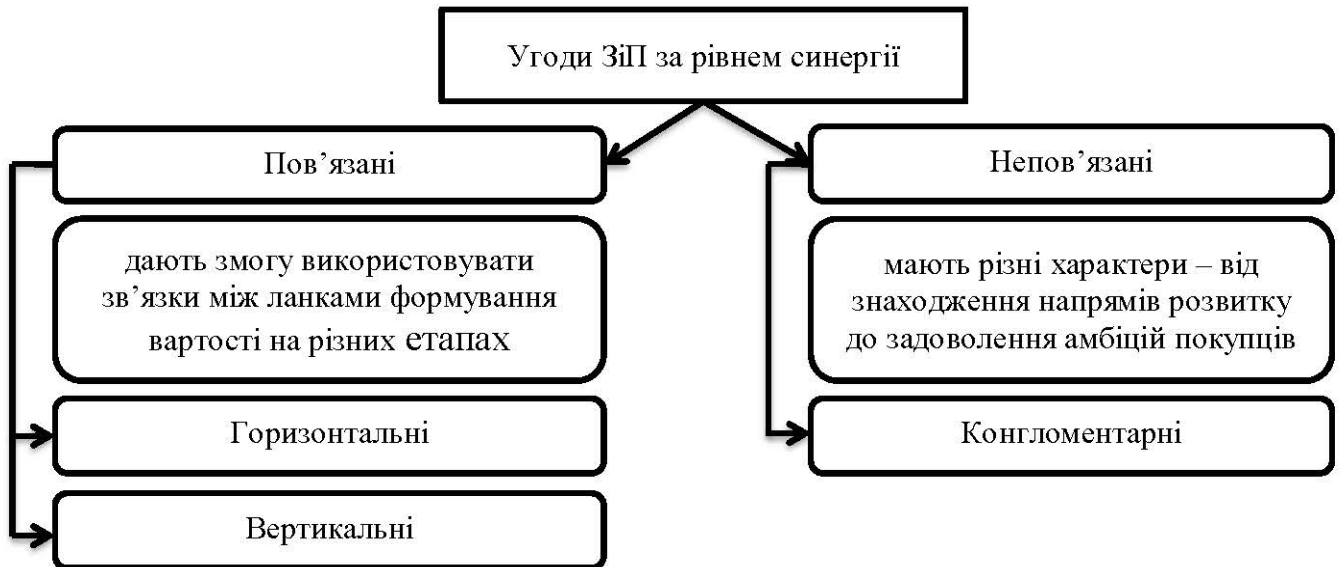 Угоди ЗіП за рівнем синергії
Пов’язані
Непов’язані
дають змогу використовувати
зв’язки між ланками формування
вартості на різних етапах
мають різні характери – від
знаходження напрямів розвитку
до задоволення амбіцій покупців
Горизонтальні
Конгломентарні
Вертикальні